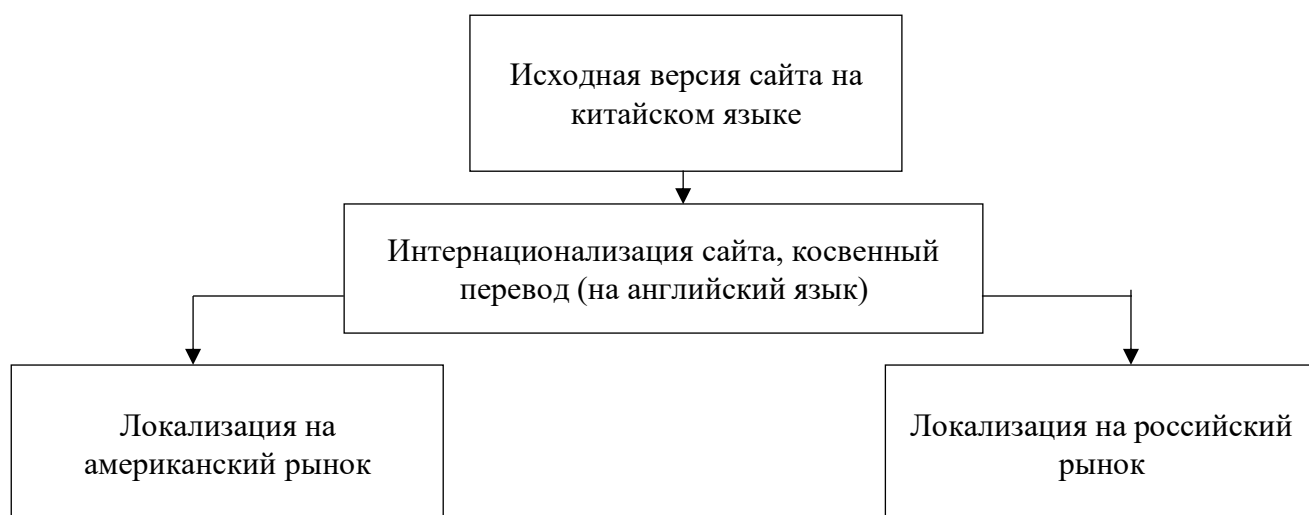 Исходная версия сайта на
китайском языке
Интернационализация сайта, косвенный
перевод (на английский язык)
Локализация на
американский рынок
Локализация на российский
рынок